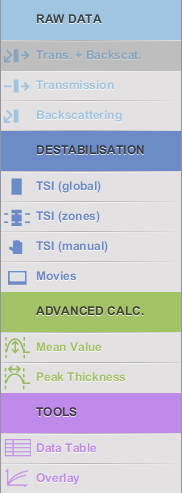 RAW DATA
Trans. + Backscat.
Transmission
Backscattering
DESTABILISATION
TSI (global)
TSI (zones)
TSI (manual)
Movies
ADVANCED CALC.
Mean Value
Peak Thickness
TOOLS
Data Table
Overlay